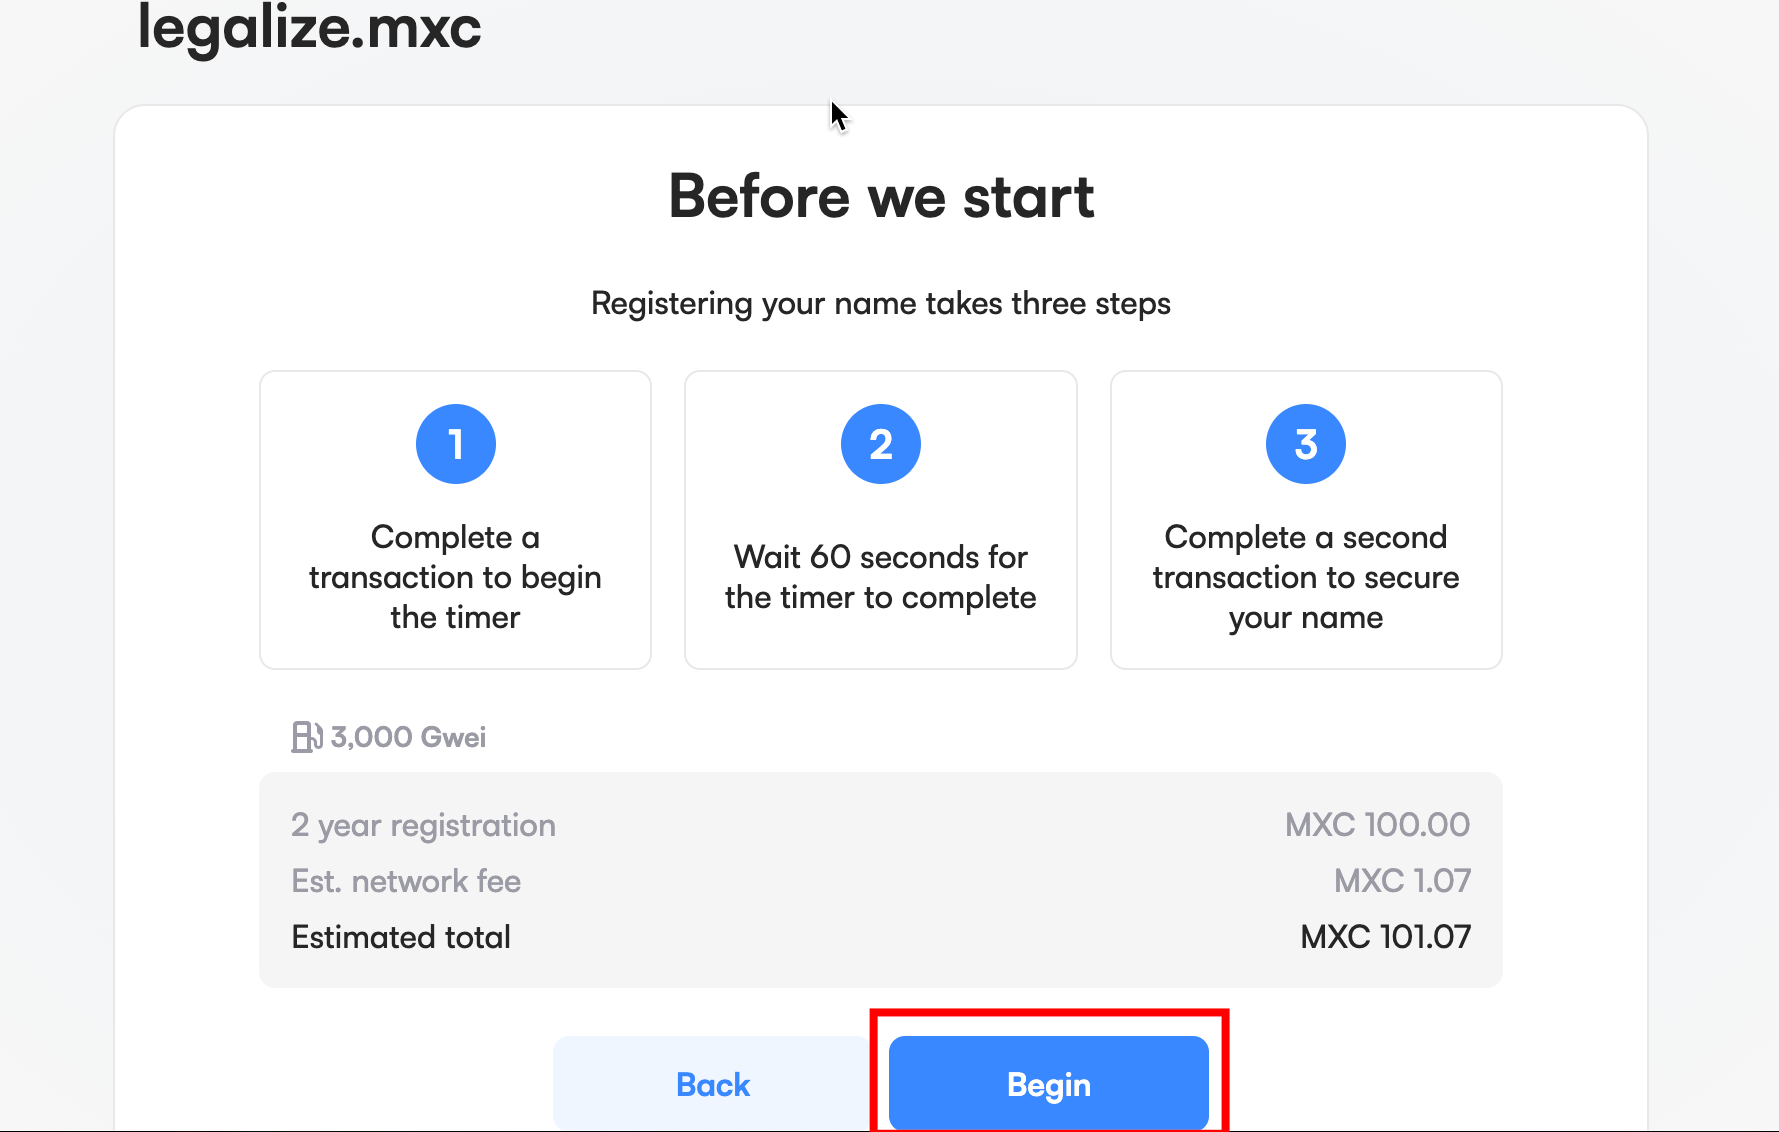 legalize.mxc
Before we start
Registering your name takes three steps
1
Complete a
transaction to begin
the timer
2
Wait 60 seconds for
the timer to complete
3
Complete a second
transaction to secure
your name
3,000 Gwei
2 year registration MXC 100.00
Est. network fee MXC 1.07
Estimated total MXC 101.07
Back Begin